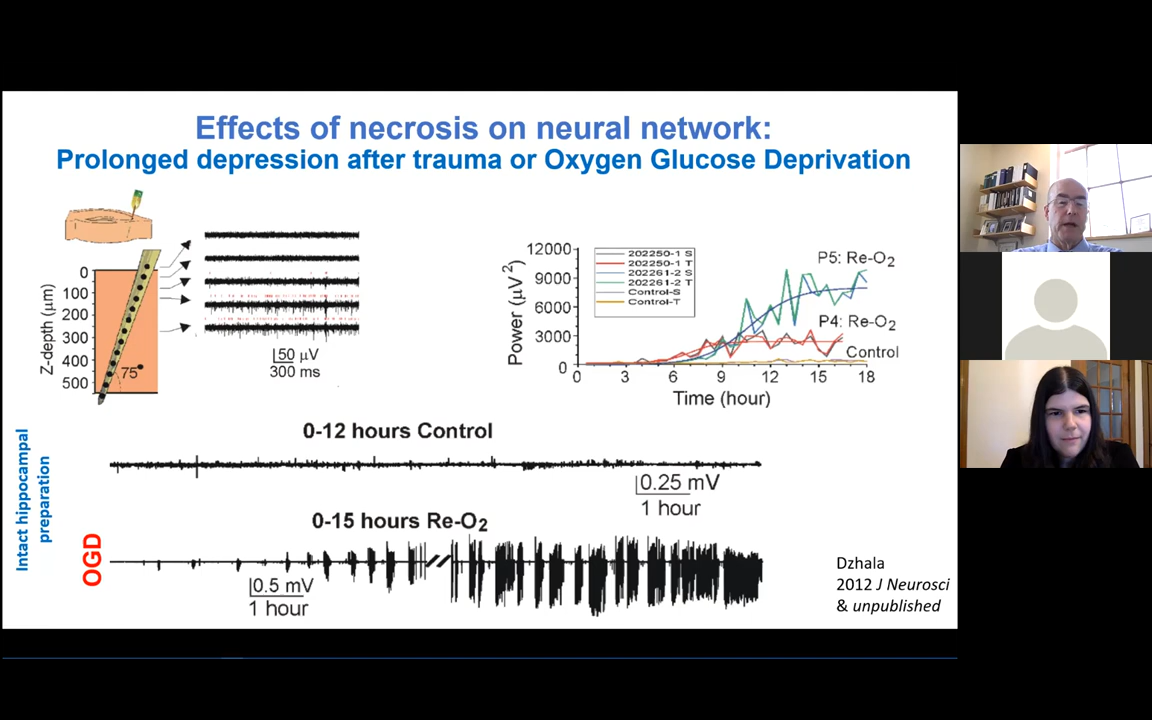 Effects of necrosis on neural network:
Prolonged depression after trauma or Oxygen Glucose Deprivation
Z-depth (µm)
0
100
200
300
400
500
75°
50 µV
300 ms
Power (µV²)
12000
9000
6000
3000
0
202250-1 S
202250-1 T
202261-2 S
202261-2 T
Control-S
Control-T
P5: Re-O₂
P4: Re-O₂
Control
0 3 6 9 12 15 18
Time (hour)
Intact hippocampal
preparation
0-12 hours Control
0.25 mV
1 hour
0-15 hours Re-O₂
OGD
0.5 mV
1 hour
Dzhala
2012 J Neurosci
& unpublished